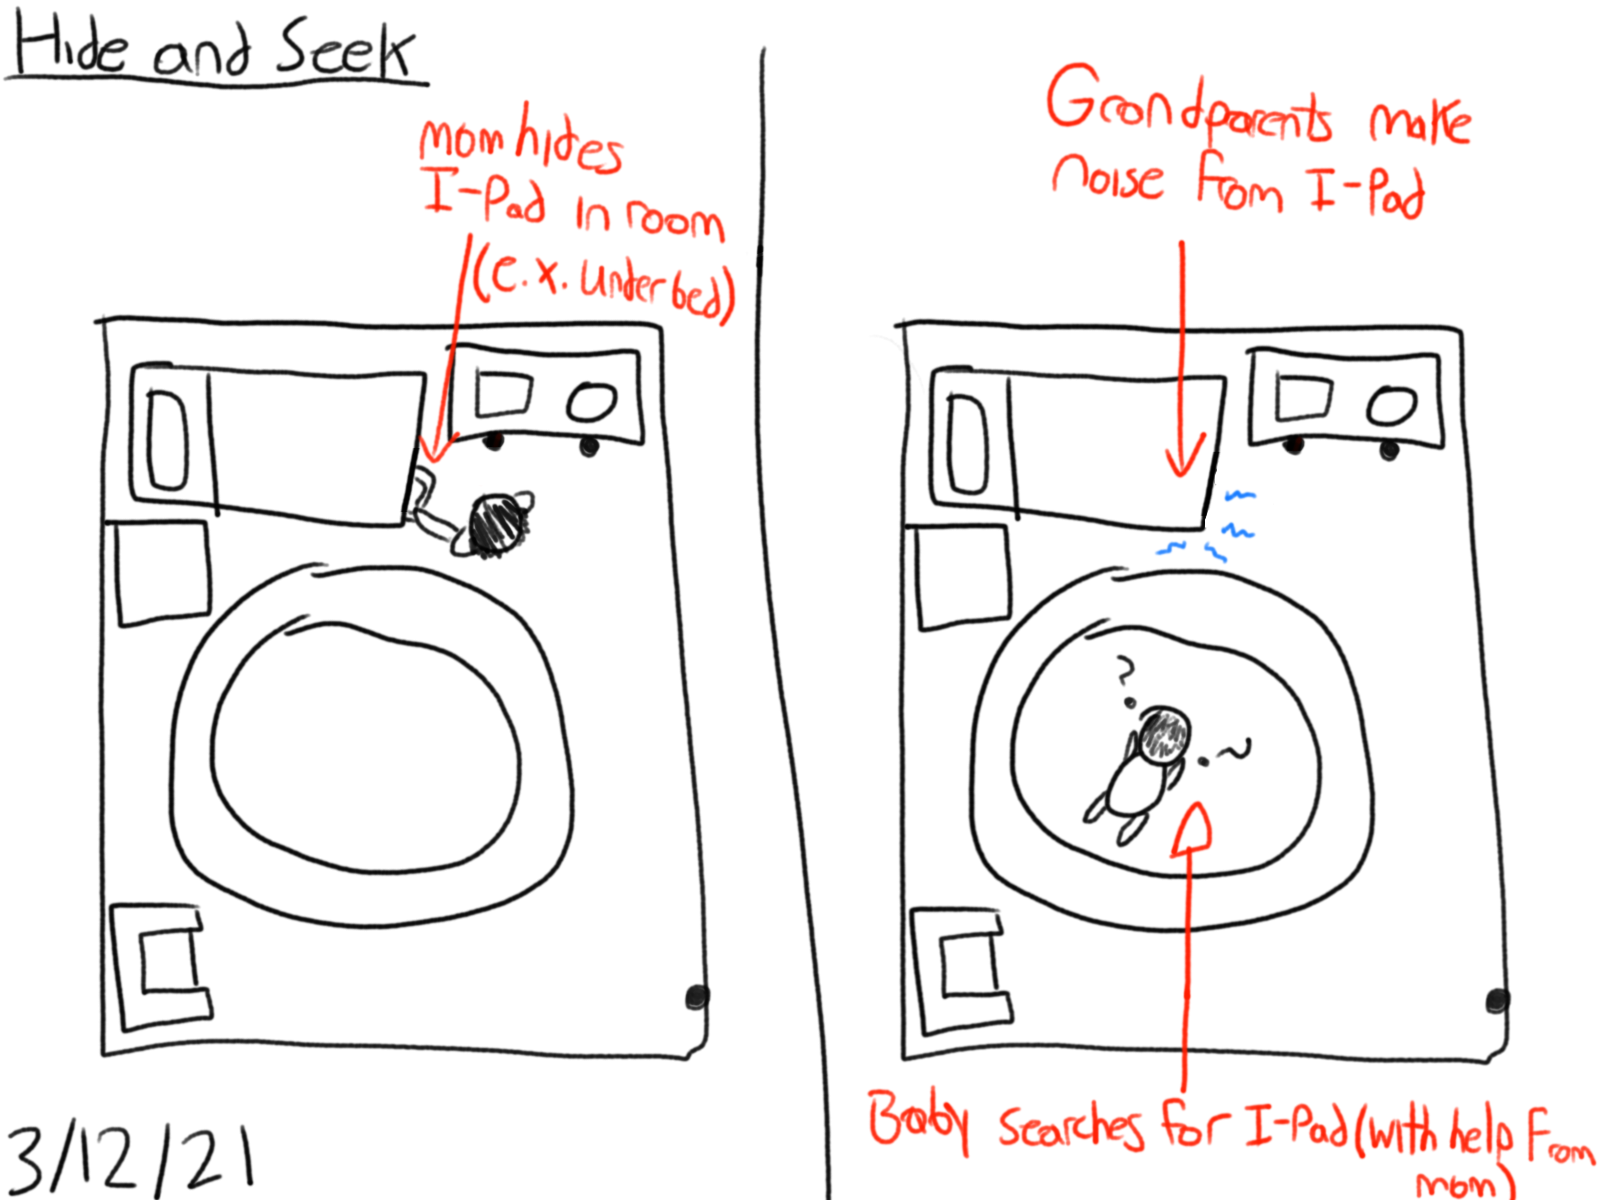 Hide and Seek
mom hides
I-Pad in room
(e.x. under bed)
Grandparents make
noise from I-Pad
?
?
Baby searches for I-Pad (with help from
mom)
3/12/21